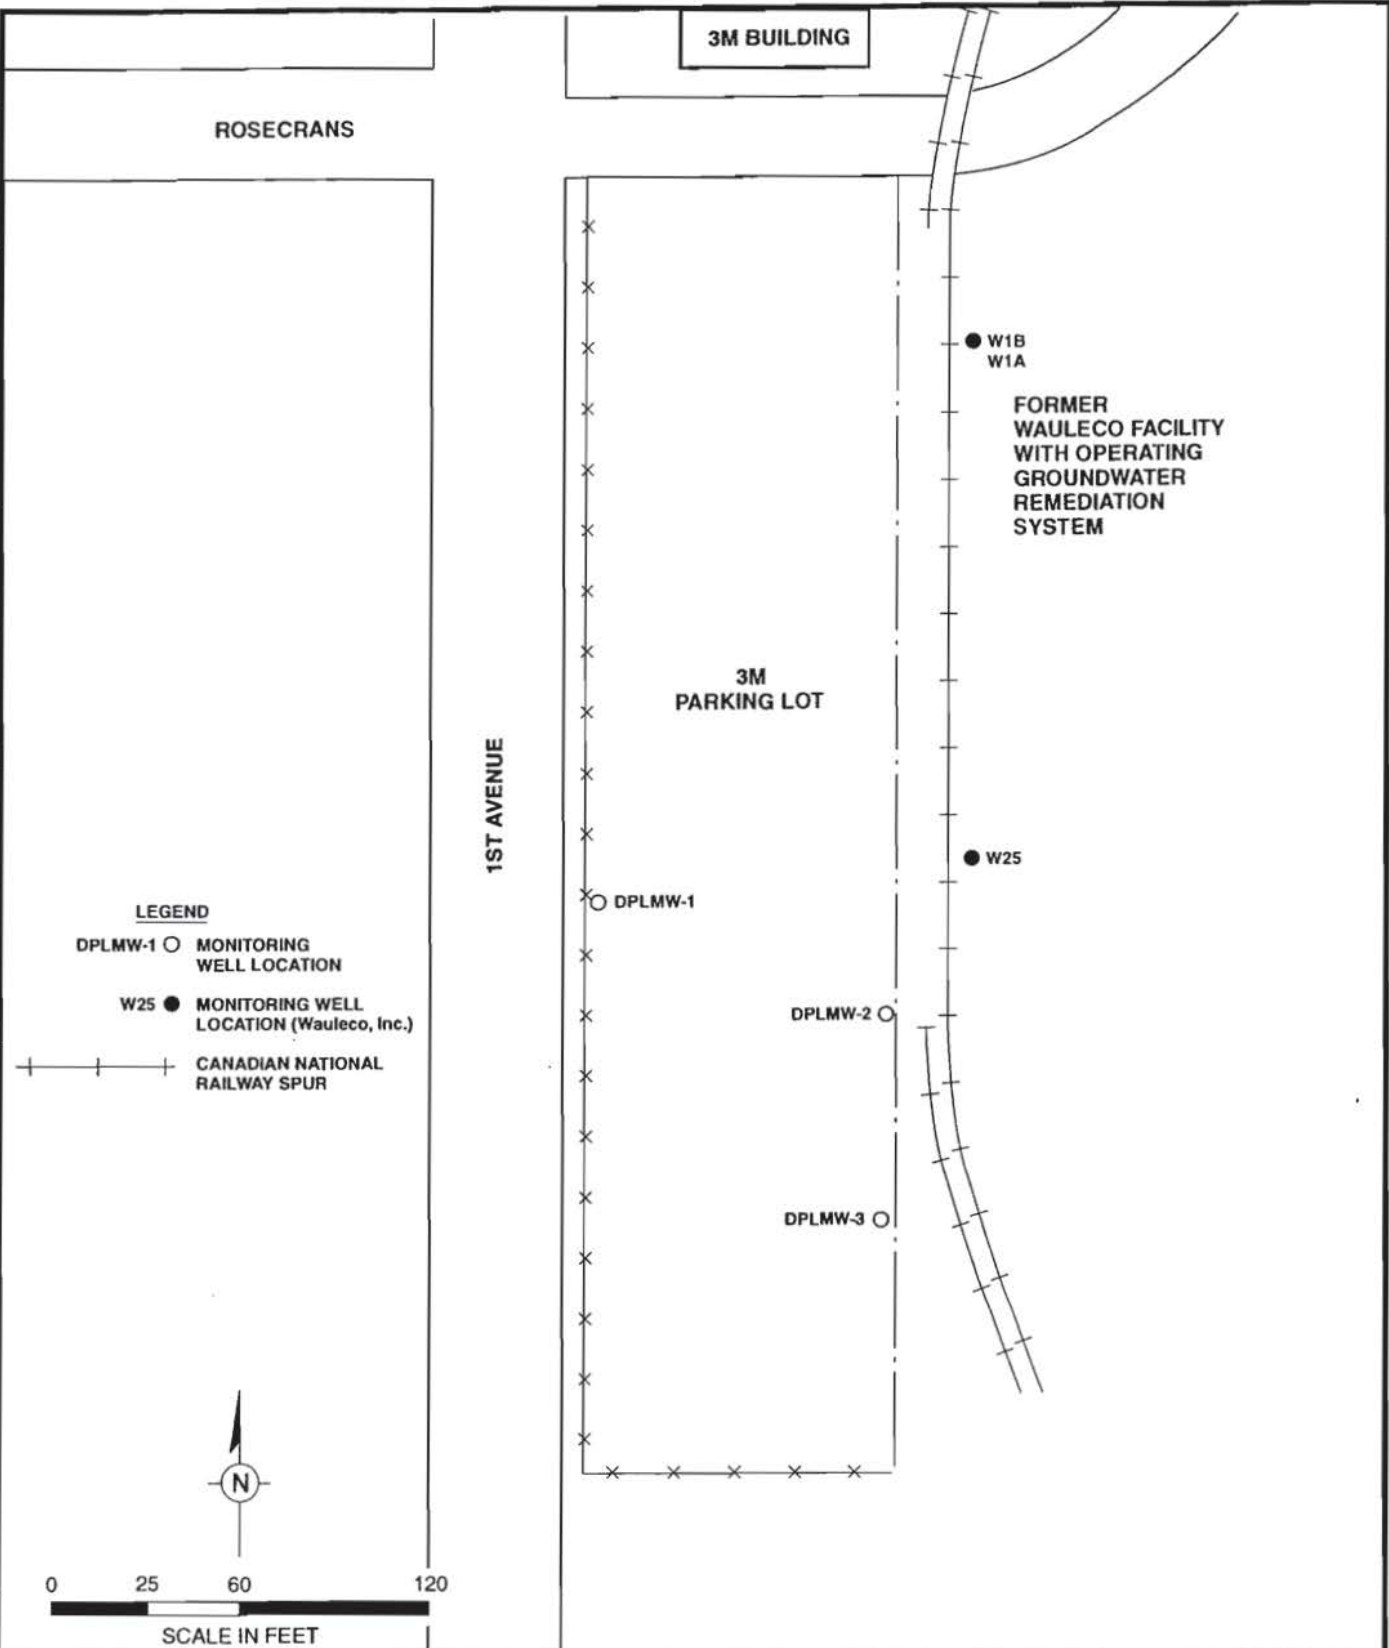 3M BUILDING
ROSECRANS
W1B
W1A
FORMER
WAULECO FACILITY
WITH OPERATING
GROUNDWATER
REMEDIATION
SYSTEM
3M
PARKING LOT
1ST AVENUE
W25
DPLMW-1
LEGEND
DPLMW-1 MONITORING
WELL LOCATION
W25 MONITORING WELL
LOCATION (Wauleco, Inc.)
CANADIAN NATIONAL
RAILWAY SPUR
DPLMW-2
DPLMW-3
N
0 25 60 120
SCALE IN FEET